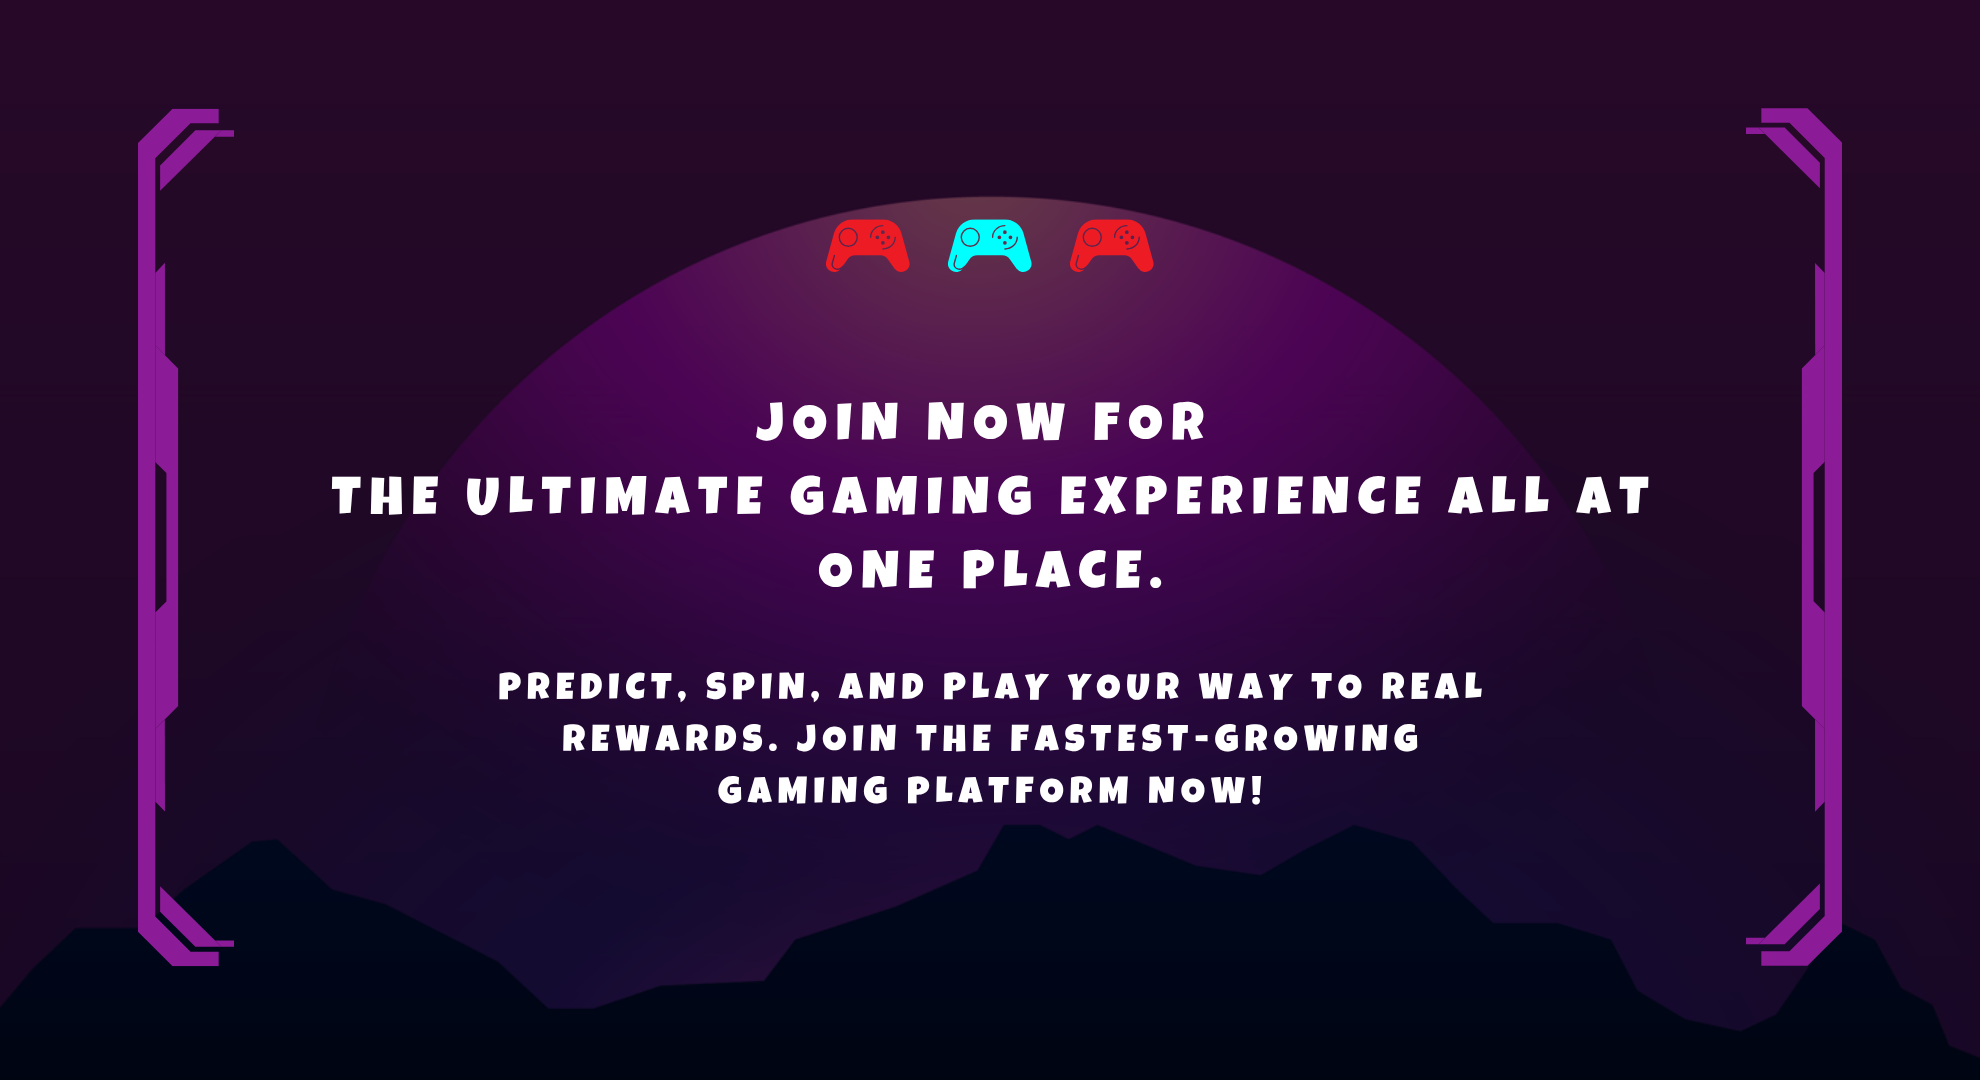 JOIN NOW FOR
THE ULTIMATE GAMING EXPERIENCE ALL AT
ONE PLACE.
PREDICT, SPIN, AND PLAY YOUR WAY TO REAL
REWARDS. JOIN THE FASTEST-GROWING
GAMING PLATFORM NOW!